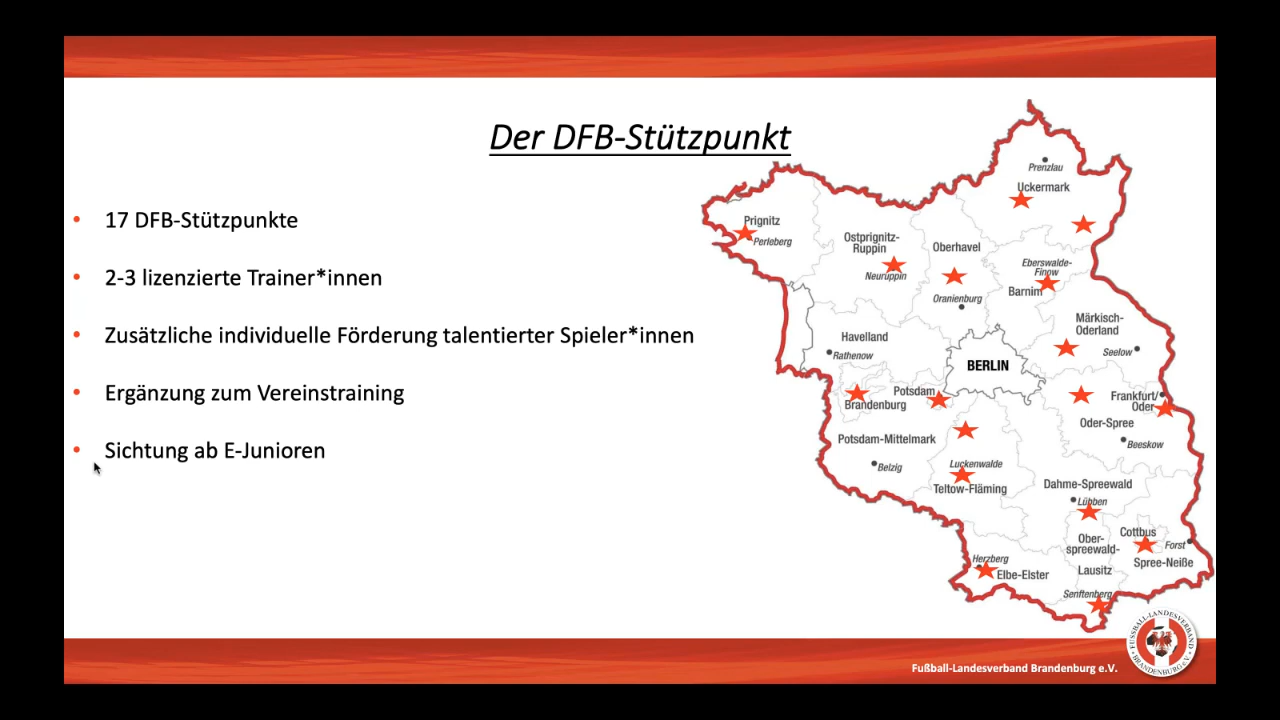 Der DFB-Stützpunkt
• 17 DFB-Stützpunkte
• 2-3 lizenzierte Trainer*innen
• Zusätzliche individuelle Förderung talentierter Spieler*innen
• Ergänzung zum Vereinstraining
• Sichtung ab E-Junioren
Prenzlau
Uckermark
Prignitz
Perleberg
Ostprignitz-
Ruppin
Neuruppin
Oberhavel
Oranienburg
Eberswalde-
Finow
Barnim
Märkisch-
Oderland
Seelow
Havelland
Rathenow
BERLIN
Potsdam
Brandenburg
Frankfurt/
Oder
Oder-Spree
Beeskow
Potsdam-Mittelmark
Belzig
Luckenwalde
Teltow-Fläming
Dahme-Spreewald
Lübben
Cottbus
Forst
Ober-
spreewald-
Lausitz
Spree-Neiße
Herzberg
Elbe-Elster
Senftenberg
FUSSBALL-LANDESVERBAND
BRANDENBURG e.V.
Fußball-Landesverband Brandenburg e.V.